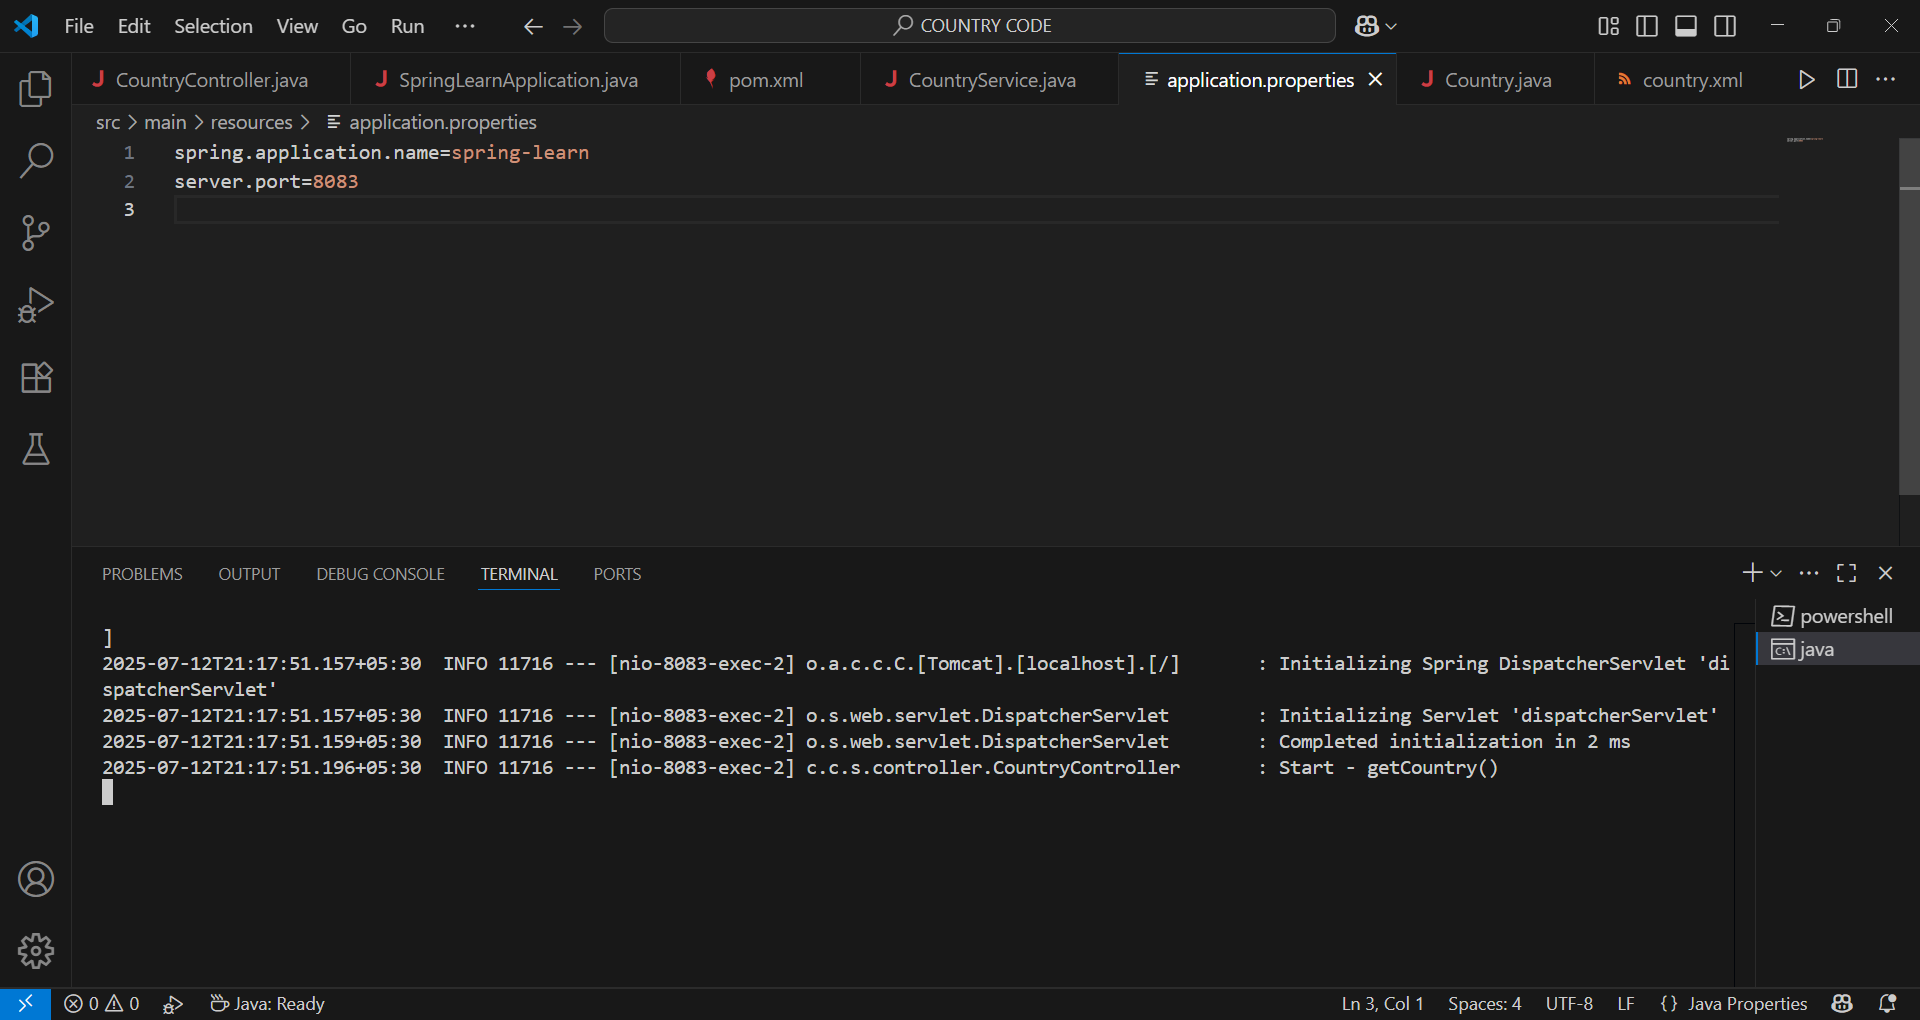 File Edit Selection View Go Run ··· COUNTRY CODE
CountryController.java SpringLearnApplication.java pom.xml CountryService.java application.properties Country.java country.xml
src > main > resources > application.properties
1 spring.application.name=spring-learn
2 server.port=8083
3
PROBLEMS OUTPUT DEBUG CONSOLE TERMINAL PORTS
powershell
java
]
2025-07-12T21:17:51.157+05:30  INFO 11716 --- [nio-8083-exec-2] o.a.c.c.C.[Tomcat].[localhost].[/]       : Initializing Spring DispatcherServlet 'di
spatcherServlet'
2025-07-12T21:17:51.157+05:30  INFO 11716 --- [nio-8083-exec-2] o.s.web.servlet.DispatcherServlet        : Initializing Servlet 'dispatcherServlet'
2025-07-12T21:17:51.159+05:30  INFO 11716 --- [nio-8083-exec-2] o.s.web.servlet.DispatcherServlet        : Completed initialization in 2 ms
2025-07-12T21:17:51.196+05:30  INFO 11716 --- [nio-8083-exec-2] c.c.s.controller.CountryController       : Start - getCountry()
0 0 Java: Ready Ln 3, Col 1 Spaces: 4 UTF-8 LF {} Java Properties